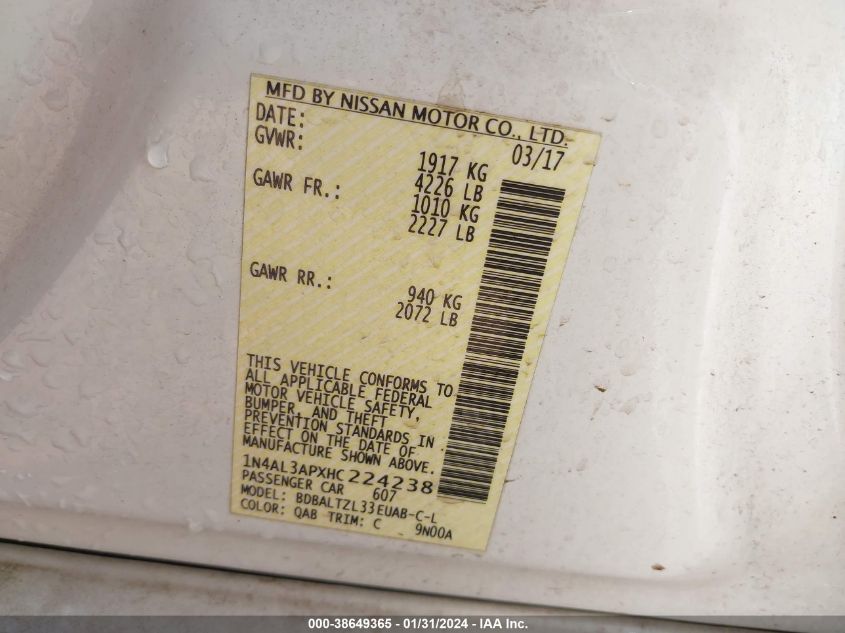 MFD BY NISSAN MOTOR CO., LTD.
DATE: 03/17
GVWR: 1917 KG
4226 LB
GAWR FR.: 1010 KG
2227 LB
GAWR RR.: 940 KG
2072 LB
THIS VEHICLE CONFORMS TO
ALL APPLICABLE FEDERAL
MOTOR VEHICLE SAFETY,
BUMPER, AND THEFT
PREVENTION STANDARDS IN
EFFECT ON THE DATE OF
MANUFACTURE SHOWN ABOVE.
1N4AL3APXHC224238
PASSENGER CAR 607
MODEL: BDBALTZL33EUAB-C-L
COLOR: QAB TRIM: C 9N00A
000-38649365 - 01/31/2024 - IAA Inc.